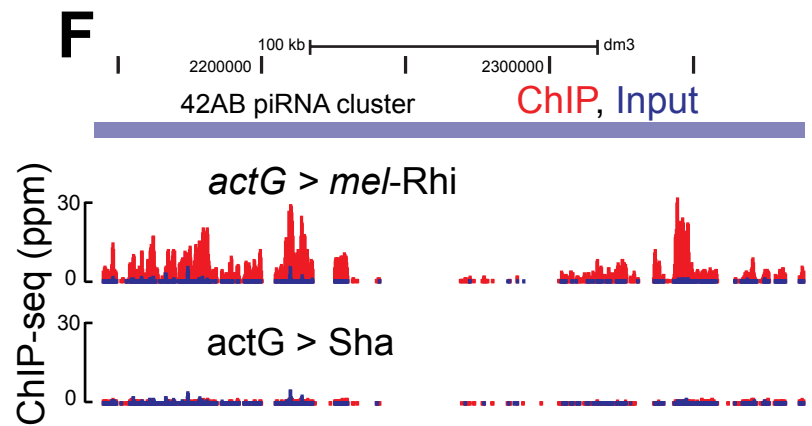 F
100 kb dm3
2200000 2300000
42AB piRNA cluster ChIP, Input
actG > mel-Rhi
30
0
actG > Sha
30
0
ChIP-seq (ppm)